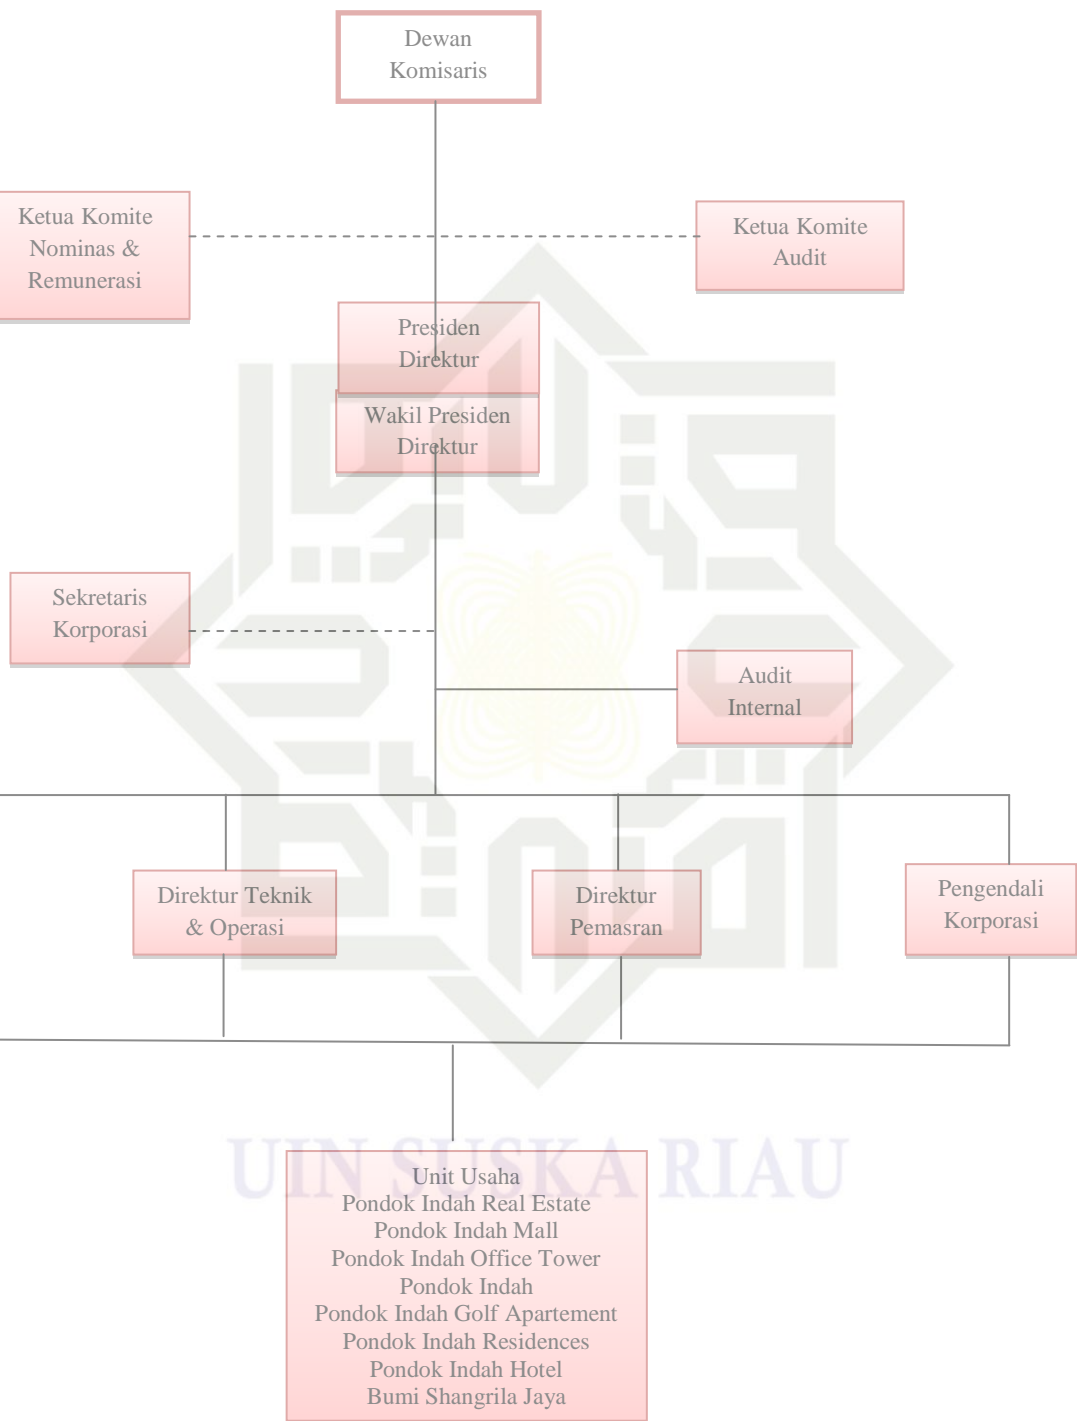 Dewan
Komisaris
Ketua Komite
Nominas &
Remunerasi
Ketua Komite
Audit
Presiden
Direktur
Wakil Presiden
Direktur
Sekretaris
Korporasi
Audit
Internal
Direktur Teknik
& Operasi
Direktur
Pemasran
Pengendali
Korporasi
UIN SUSKA RIAU
Unit Usaha
Pondok Indah Real Estate
Pondok Indah Mall
Pondok Indah Office Tower
Pondok Indah
Pondok Indah Golf Apartement
Pondok Indah Residences
Pondok Indah Hotel
Bumi Shangrila Jaya